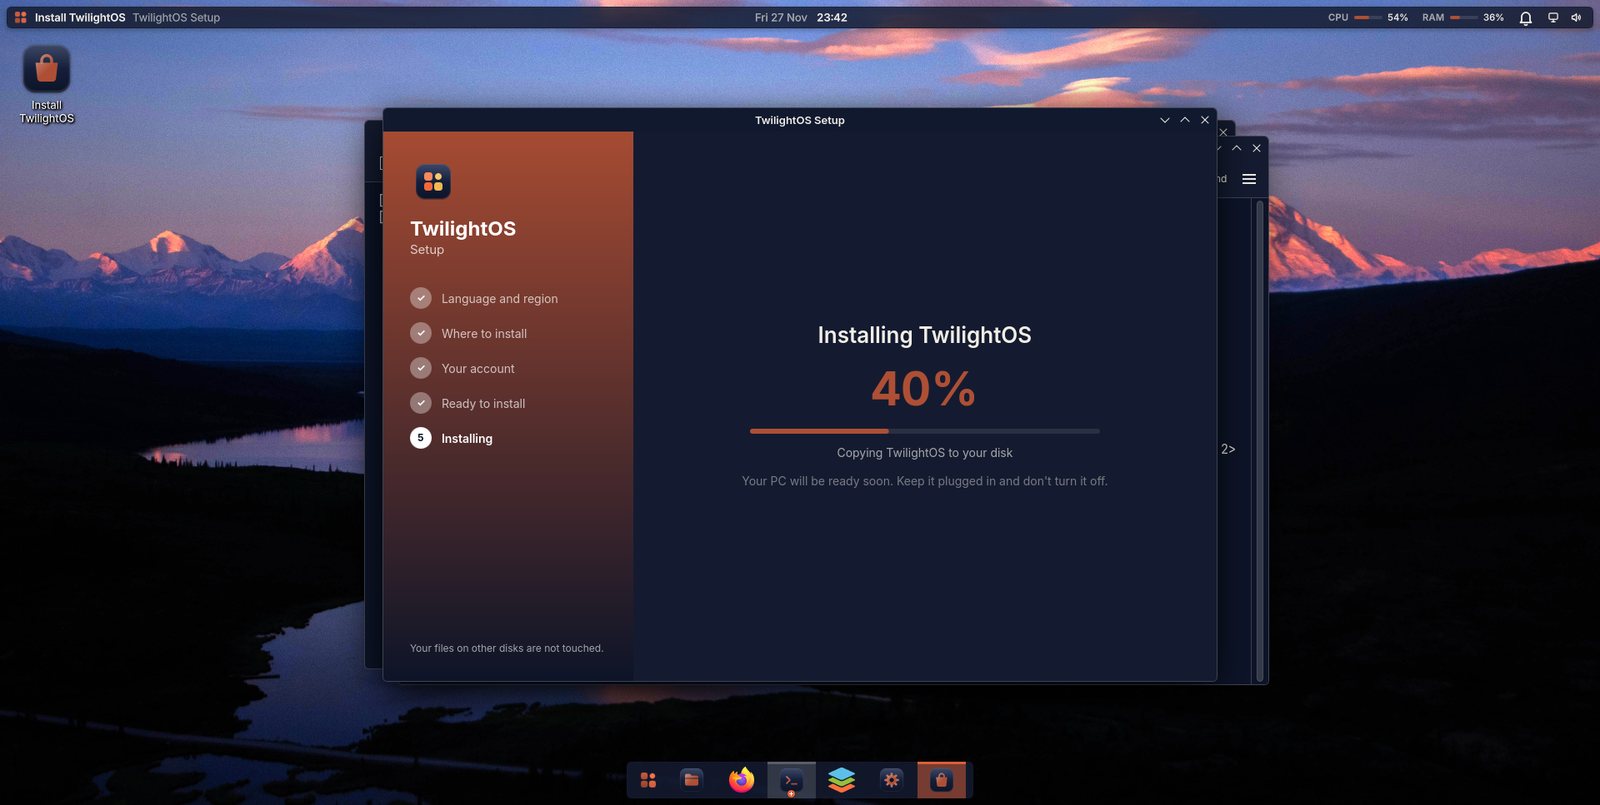 Install TwilightOS TwilightOS Setup
Fri 27 Nov 23:42
CPU 54% RAM 36%
Install
TwilightOS
TwilightOS Setup
TwilightOS
Setup
Language and region
Where to install
Your account
Ready to install
5 Installing
Your files on other disks are not touched.
Installing TwilightOS
40%
Copying TwilightOS to your disk
Your PC will be ready soon. Keep it plugged in and don't turn it off.
2>